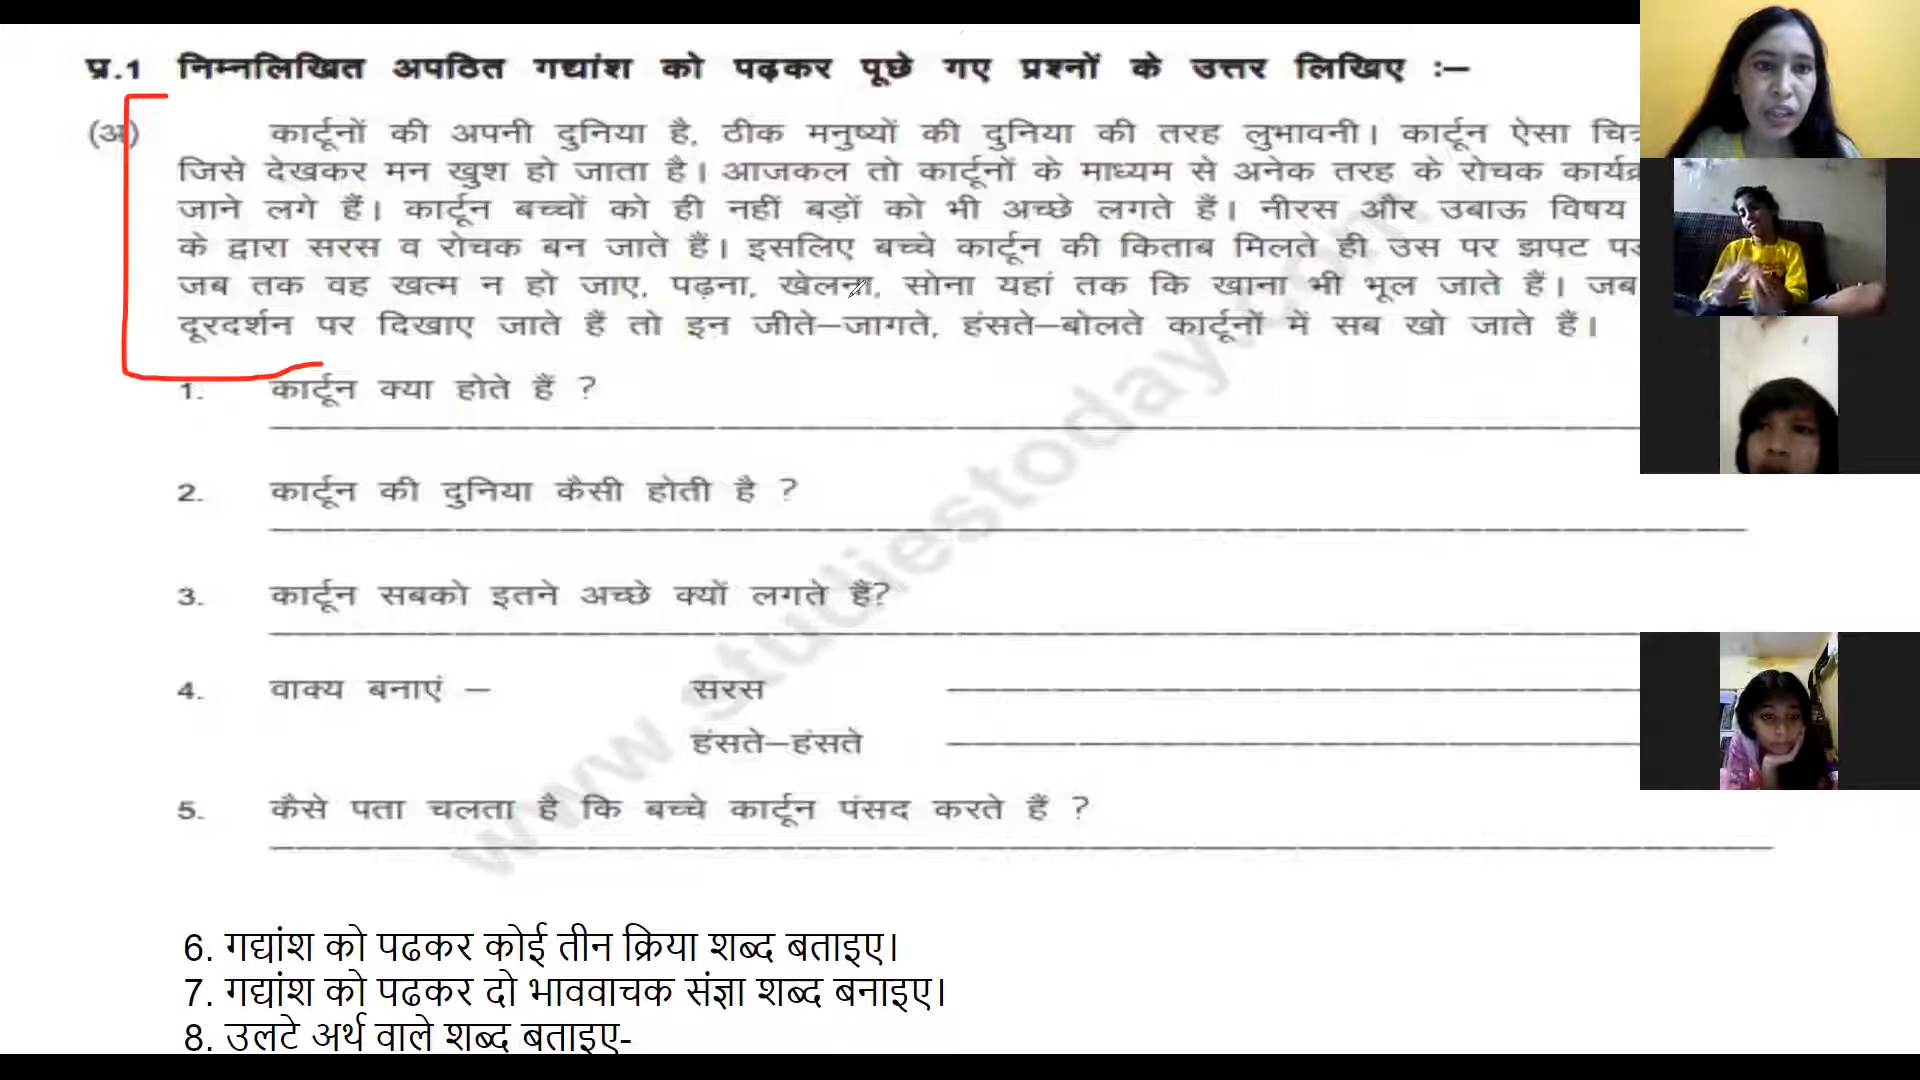 प्र.1 निम्नलिखित अपठित गद्यांश को पढ़कर पूछे गए प्रश्नों के उत्तर लिखिए :–
(अ) कार्टूनों की अपनी दुनिया है, ठीक मनुष्यों की दुनिया की तरह लुभावनी। कार्टून ऐसा
जिसे देखकर मन खुश हो जाता है। आजकल तो कार्टूनों के माध्यम से अनेक तरह के रोचक
जाने लगे हैं। कार्टून बच्चों को ही नहीं बड़ों को भी अच्छे लगते हैं। नीरस और उबाऊ विषय
के द्वारा सरस व रोचक बन जाते हैं। इसलिए बच्चे कार्टून की किताब मिलते ही उस पर झपट
जब तक वह खत्म न हो जाए, पढ़ना, खेलना, सोना यहां तक कि खाना भी भूल जाते हैं। जब
दूरदर्शन पर दिखाए जाते हैं तो इन जीते–जागते, हंसते–बोलते कार्टूनों में सब खो जाते हैं।
1. कार्टून क्या होते हैं ?
2. कार्टून की दुनिया कैसी होती है ?
3. कार्टून सबको इतने अच्छे क्यों लगते हैं?
4. वाक्य बनाएं – सरस
हंसते–हंसते
5. कैसे पता चलता है कि बच्चे कार्टून पंसद करते हैं ?
www.studiestoday.com
6. गद्यांश को पढकर कोई तीन क्रिया शब्द बताइए।
7. गद्यांश को पढकर दो भाववाचक संज्ञा शब्द बनाइए।
8. उलटे अर्थ वाले शब्द बताइए-